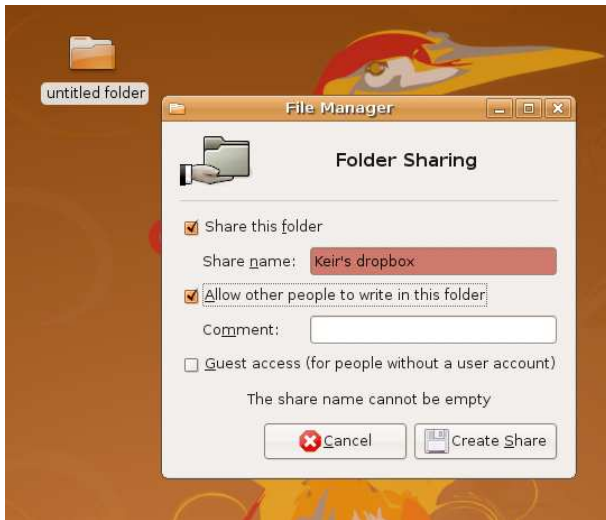 untitled folder
File Manager
Folder Sharing
Share this folder
Share name: Keir's dropbox
Allow other people to write in this folder
Comment:
Guest access (for people without a user account)
The share name cannot be empty
Cancel Create Share